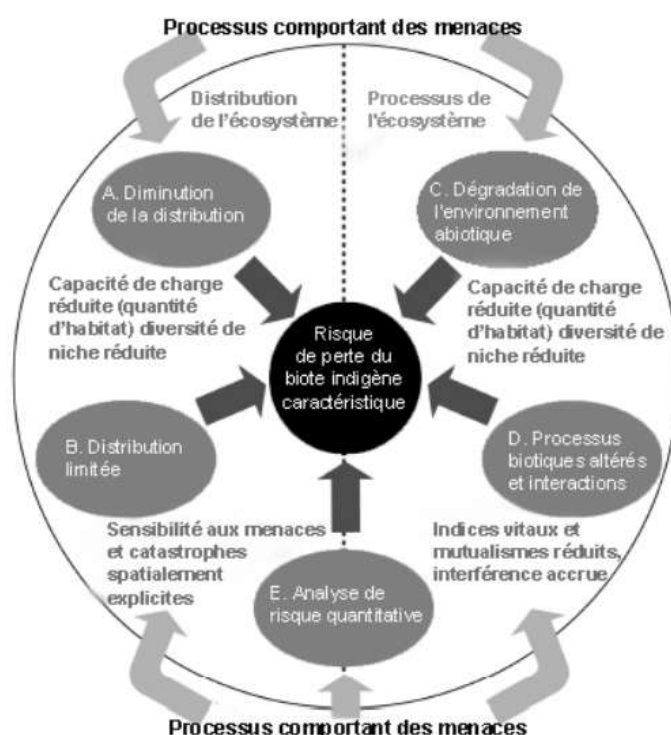 Processus comportant des menaces
Distribution
de l'écosystème
Processus de
l'écosystème
A. Diminution
de la distribution
C. Dégradation de
l'environnement
abiotique
Capacité de charge
réduite (quantité
d'habitat) diversité de
niche réduite
Capacité de charge
réduite (quantité
d'habitat) diversité de
niche réduite
Risque
de perte du
biote indigène
caractéristique
B. Distribution
limitée
D. Processus
biotiques altérés
et interactions
Sensibilité aux menaces
et catastrophes
spatialement
explicites
Indices vitaux et
mutualismes réduits,
interférence accrue
E. Analyse de
risque quantitative
Processus comportant des menaces